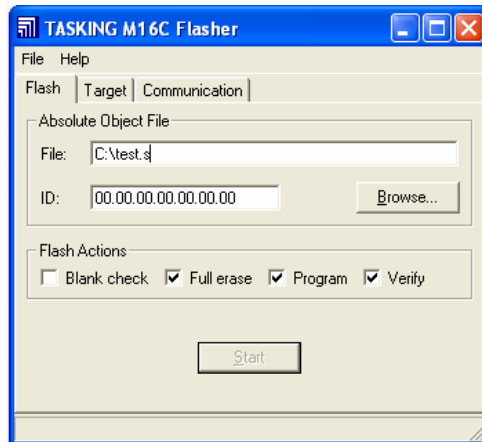 TASKING M16C Flasher
File Help
Flash Target Communication
Absolute Object File
File: C:\test.s
ID: 00.00.00.00.00.00.00 Browse...
Flash Actions
Blank check Full erase Program Verify
Start